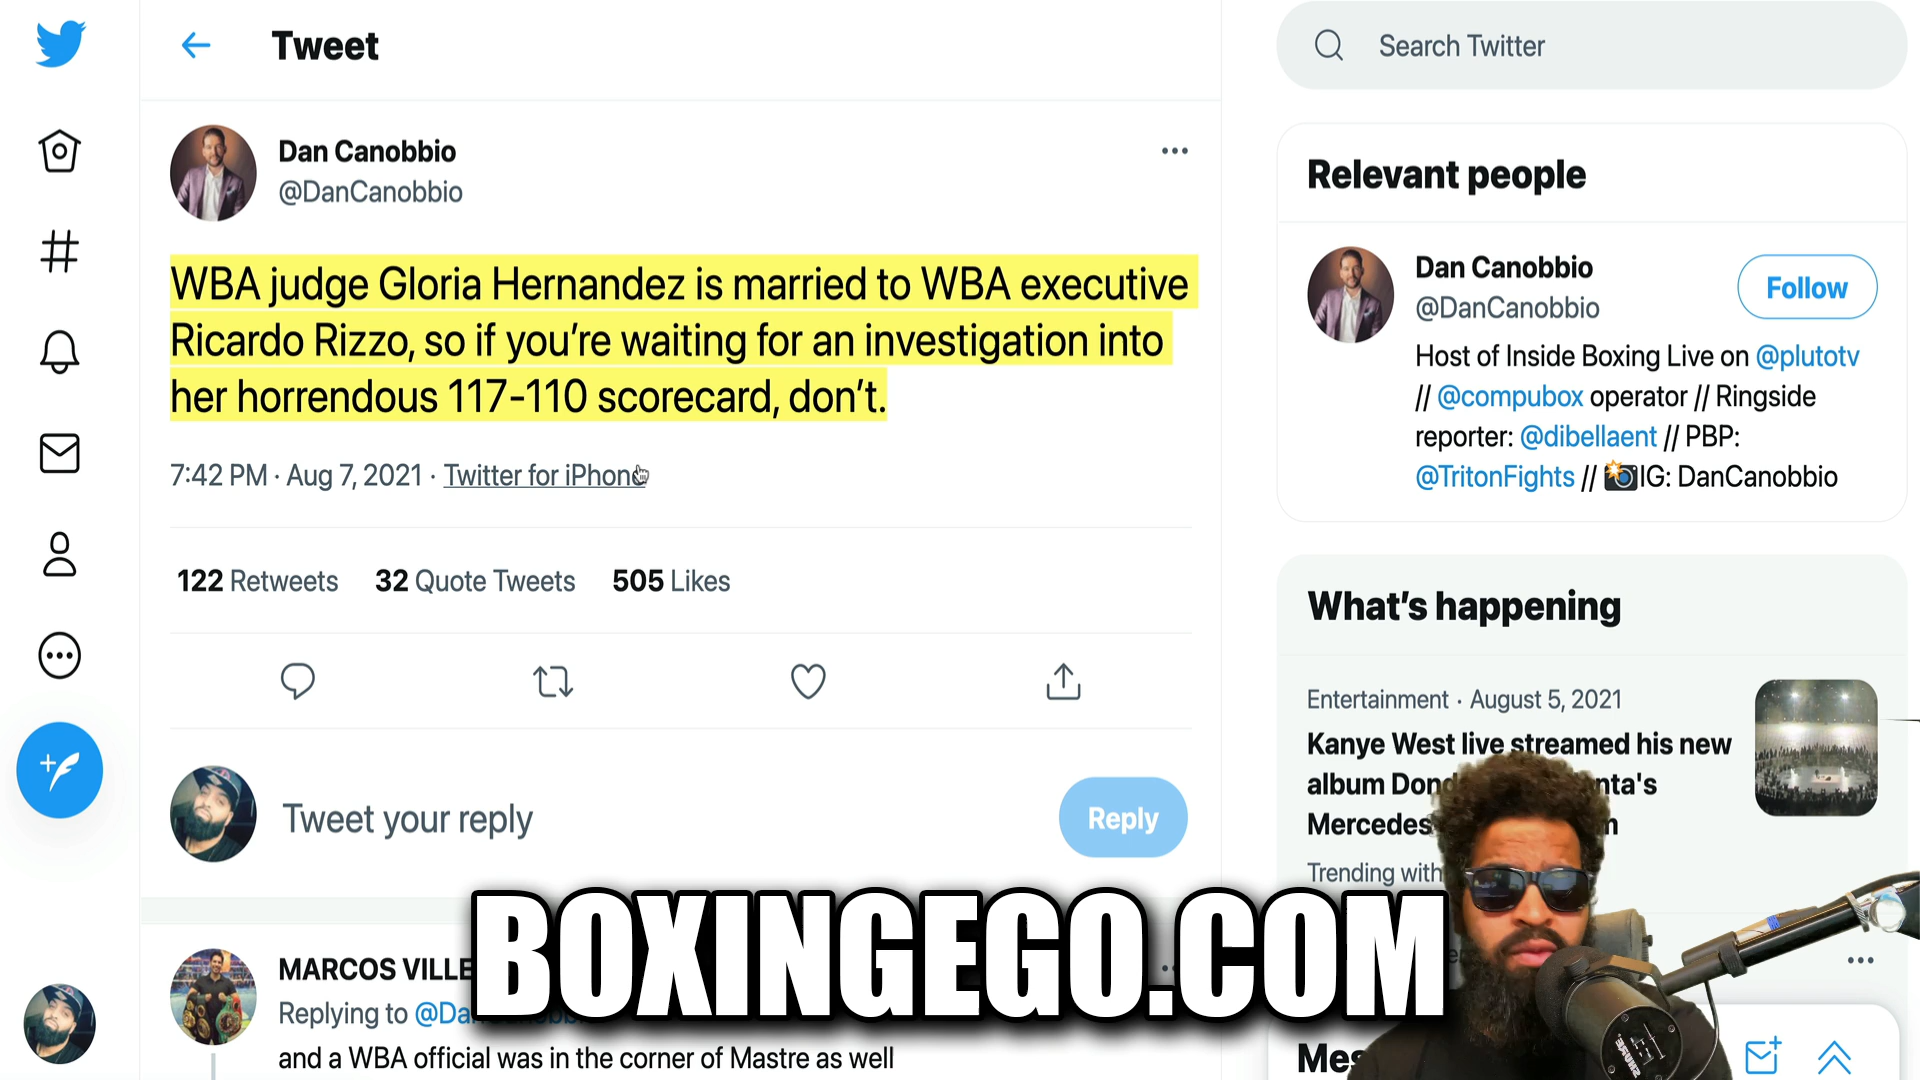 Tweet
Search Twitter
Dan Canobbio
@DanCanobbio
WBA judge Gloria Hernandez is married to WBA executive
Ricardo Rizzo, so if you’re waiting for an investigation into
her horrendous 117-110 scorecard, don’t.
7:42 PM · Aug 7, 2021 · Twitter for iPhone
122 Retweets 32 Quote Tweets 505 Likes
Tweet your reply
Reply
MARCOS VILLE
Replying to @Da
and a WBA official was in the corner of Mastre as well
Relevant people
Dan Canobbio
@DanCanobbio
Follow
Host of Inside Boxing Live on @plutotv
// @compubox operator // Ringside
reporter: @dibellaent // PBP:
@TritonFights // IG: DanCanobbio
What’s happening
Entertainment · August 5, 2021
Kanye West live streamed his new
album
Mercedes
Trending with
BOXINGEGO.COM